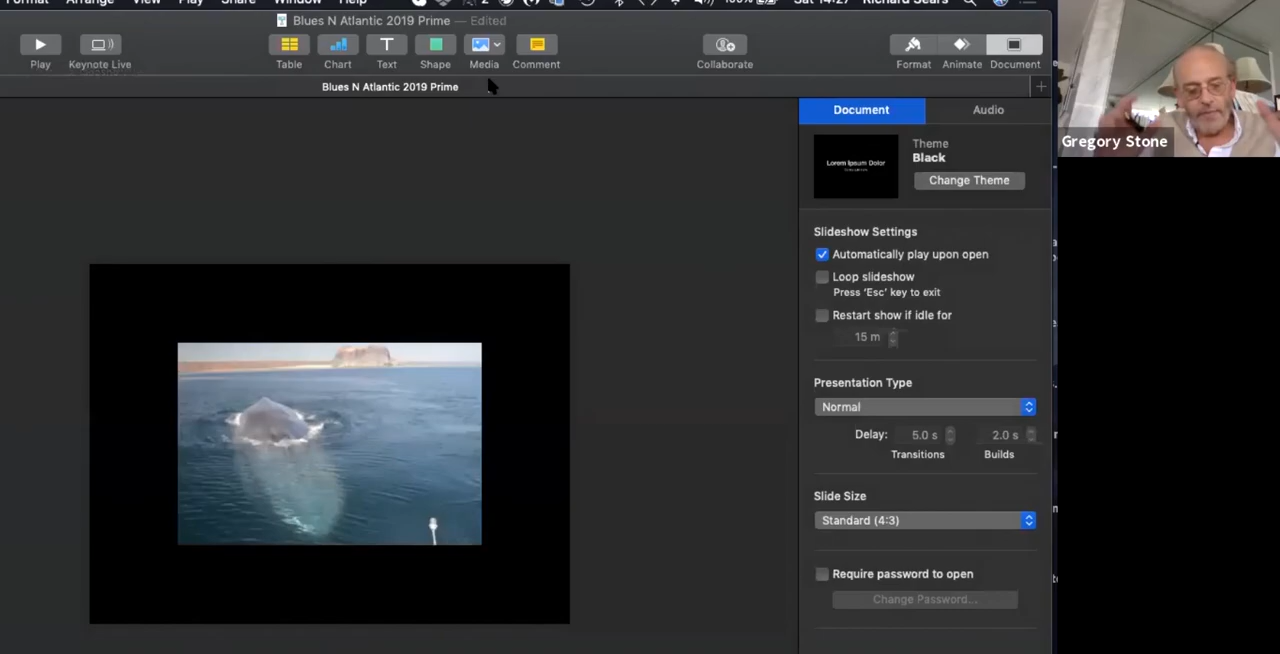 Format Arrange View Play Share Window Help 2 100% Sat 14:27 Richard Sears
Blues N Atlantic 2019 Prime — Edited
Play Keynote Live Table Chart Text Shape Media Comment Collaborate Format Animate Document
Blues N Atlantic 2019 Prime
Document Audio
Lorem Ipsum Dolor
Theme
Black
Change Theme
Slideshow Settings
Automatically play upon open
Loop slideshow
Press ‘Esc’ key to exit
Restart show if idle for
15 m
Presentation Type
Normal
Delay: 5.0 s 2.0 s
Transitions Builds
Slide Size
Standard (4:3)
Require password to open
Change Password...
Gregory Stone